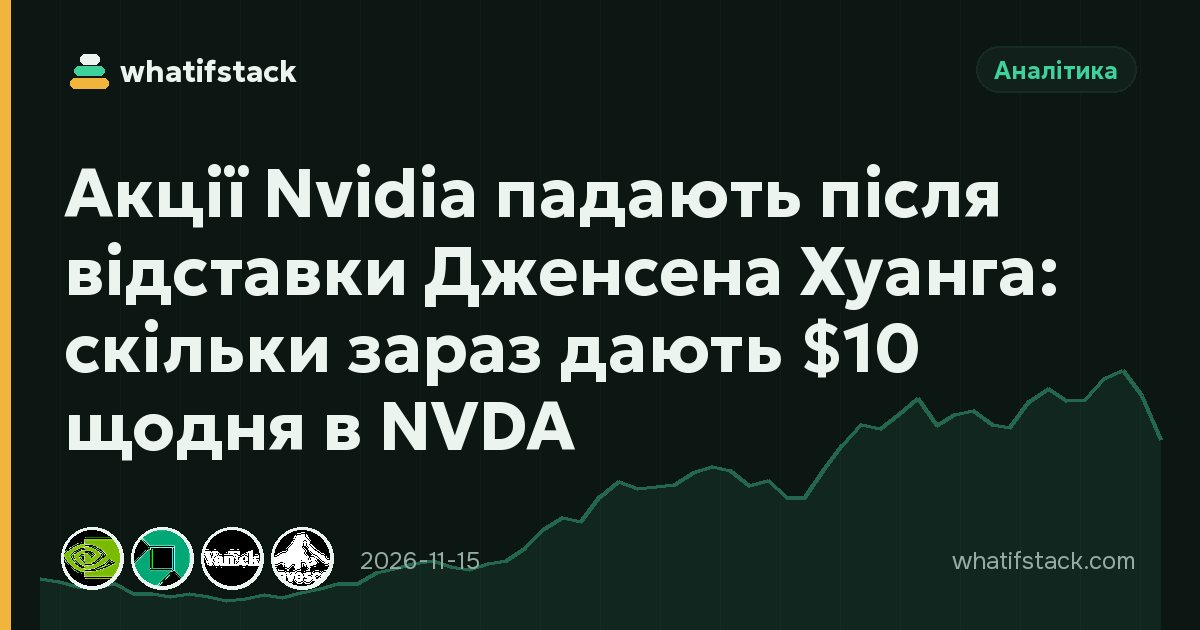 whatifstack
Аналітика
Акції Nvidia падають після
відставки Дженсена Хуанга:
скільки зараз дають $10
щодня в NVDA
VanEck
2026-11-15
whatifstack.com